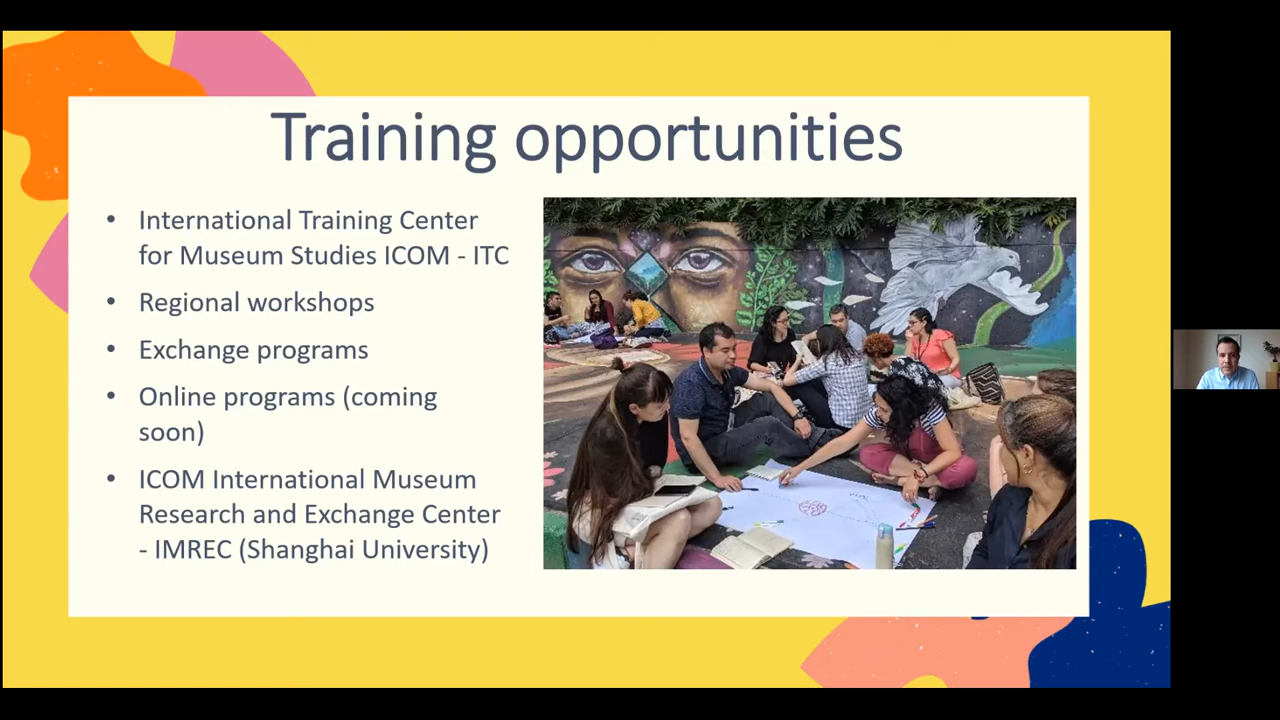 Training opportunities
• International Training Center
for Museum Studies ICOM - ITC
• Regional workshops
• Exchange programs
• Online programs (coming
soon)
• ICOM International Museum
Research and Exchange Center
- IMREC (Shanghai University)